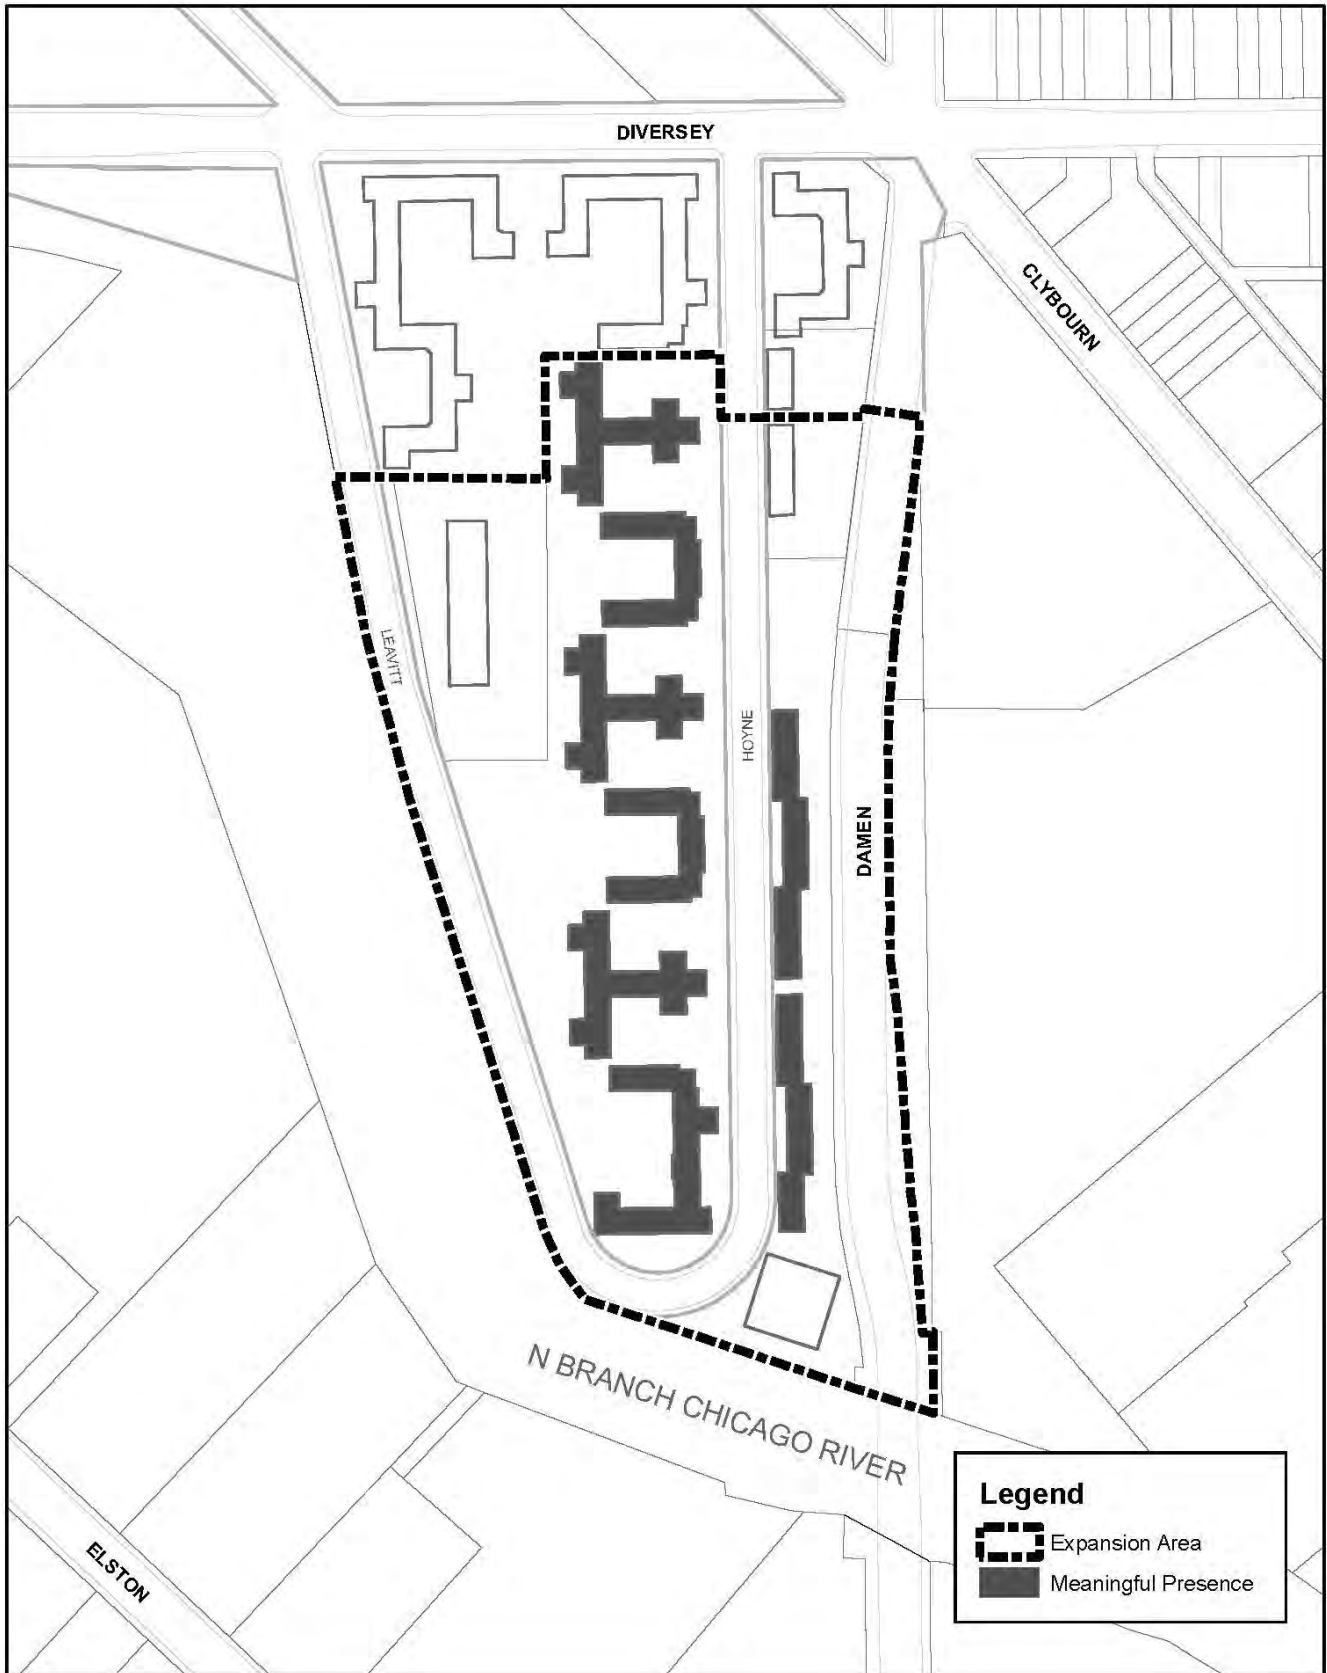 DIVERSEY
CLYBOURN
LEAVITT
HOYNE
DAMEN
N BRANCH CHICAGO RIVER
ELSTON
Legend
Expansion Area
Meaningful Presence